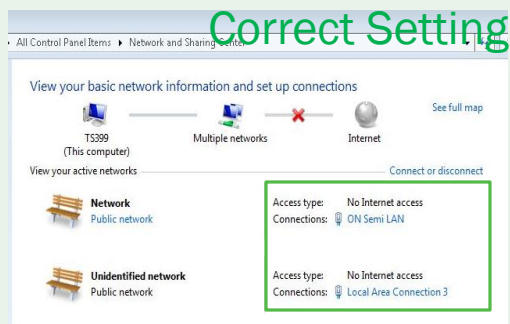 Correct Setting
All Control Panel Items ▸ Network and Sharing Center
View your basic network information and set up connections
See full map
TS399
(This computer)
Multiple networks
Internet
View your active networks
Connect or disconnect
Network
Public network
Access type: No Internet access
Connections: ON Semi LAN
Unidentified network
Public network
Access type: No Internet access
Connections: Local Area Connection 3